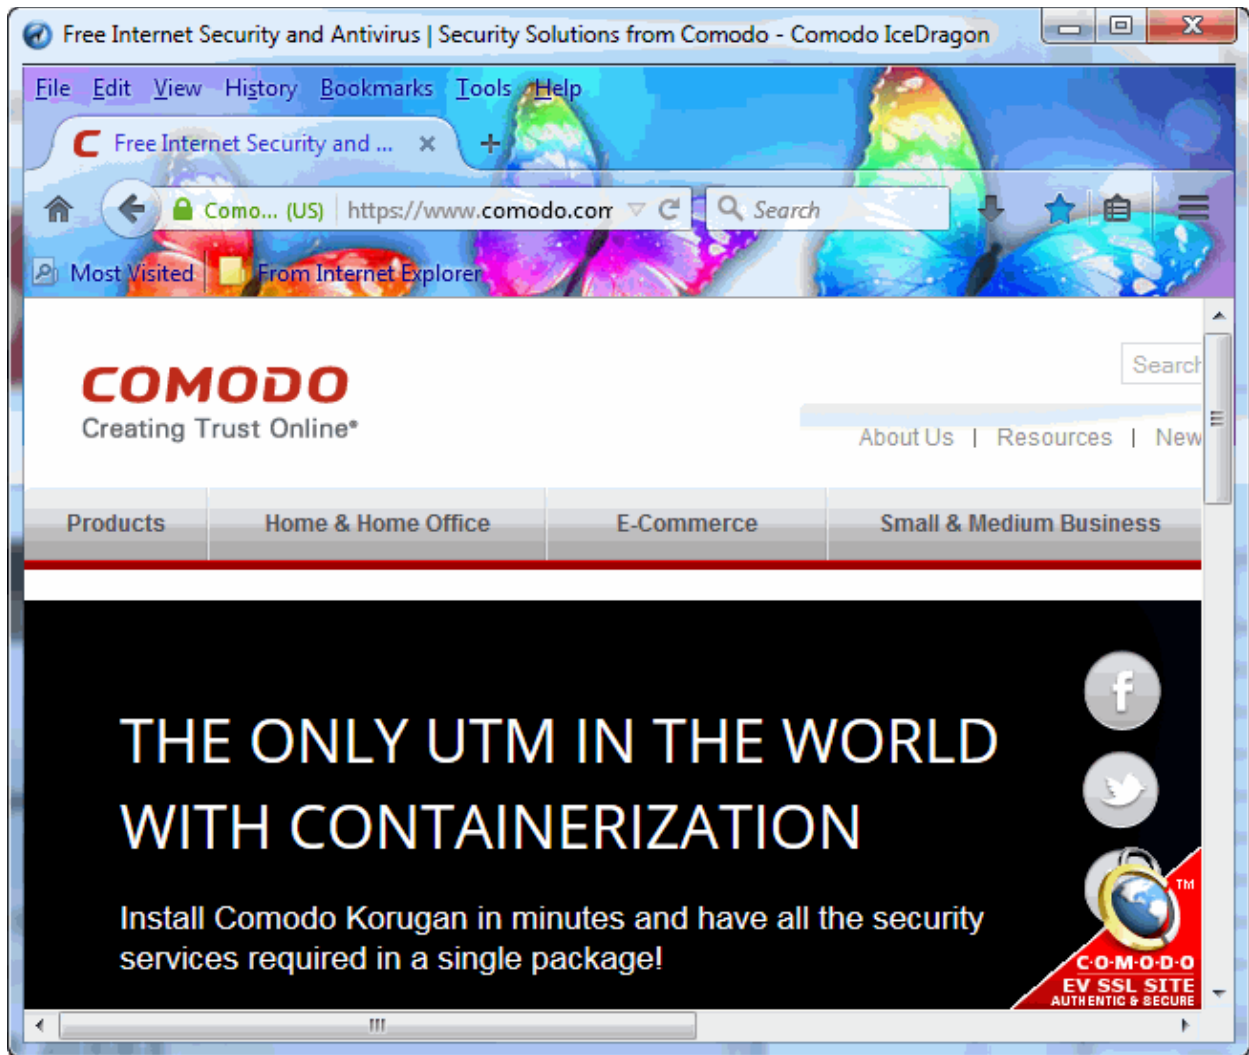 Free Internet Security and Antivirus | Security Solutions from Comodo - Comodo IceDragon
File Edit View History Bookmarks Tools Help
Free Internet Security and ...
Como... (US) https://www.comodo.com Search
Most Visited From Internet Explorer
Search
COMODO
Creating Trust Online®
About Us | Resources | New
Products Home & Home Office E-Commerce Small & Medium Business
THE ONLY UTM IN THE WORLD
WITH CONTAINERIZATION
Install Comodo Korugan in minutes and have all the security
services required in a single package!
TM
C·O·M·O·D·O
EV SSL SITE
AUTHENTIC & SECURE